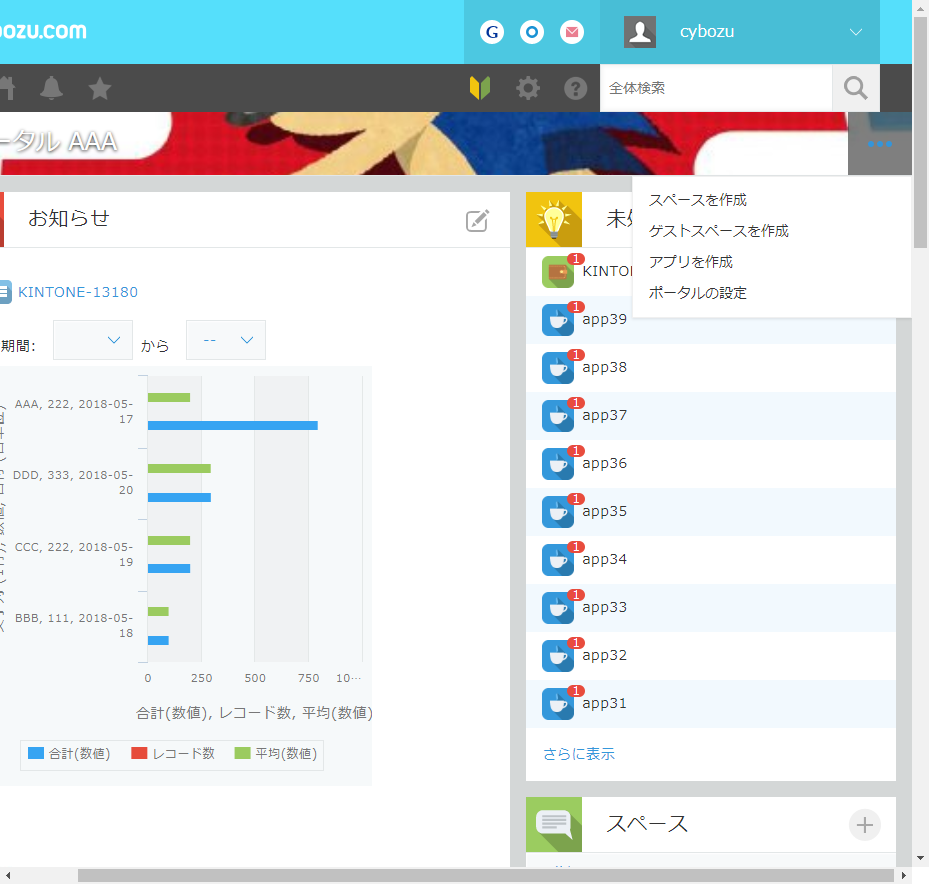 ozu.com
G
cybozu
全体検索
ータル AAA
スペースを作成
ゲストスペースを作成
アプリを作成
ポータルの設定
お知らせ
KINTONE-13180
期間:
から
--
AAA, 222, 2018-05-
17
DDD, 333, 2018-05-
20
CCC, 222, 2018-05-
19
BBB, 111, 2018-05-
18
0 250 500 750 10…
合計(数値), レコード数, 平均(数値)
合計(数値) レコード数 平均(数値)
未
1
KINTO
1
app39
1
app38
1
app37
1
app36
1
app35
1
app34
1
app33
1
app32
1
app31
さらに表示
スペース